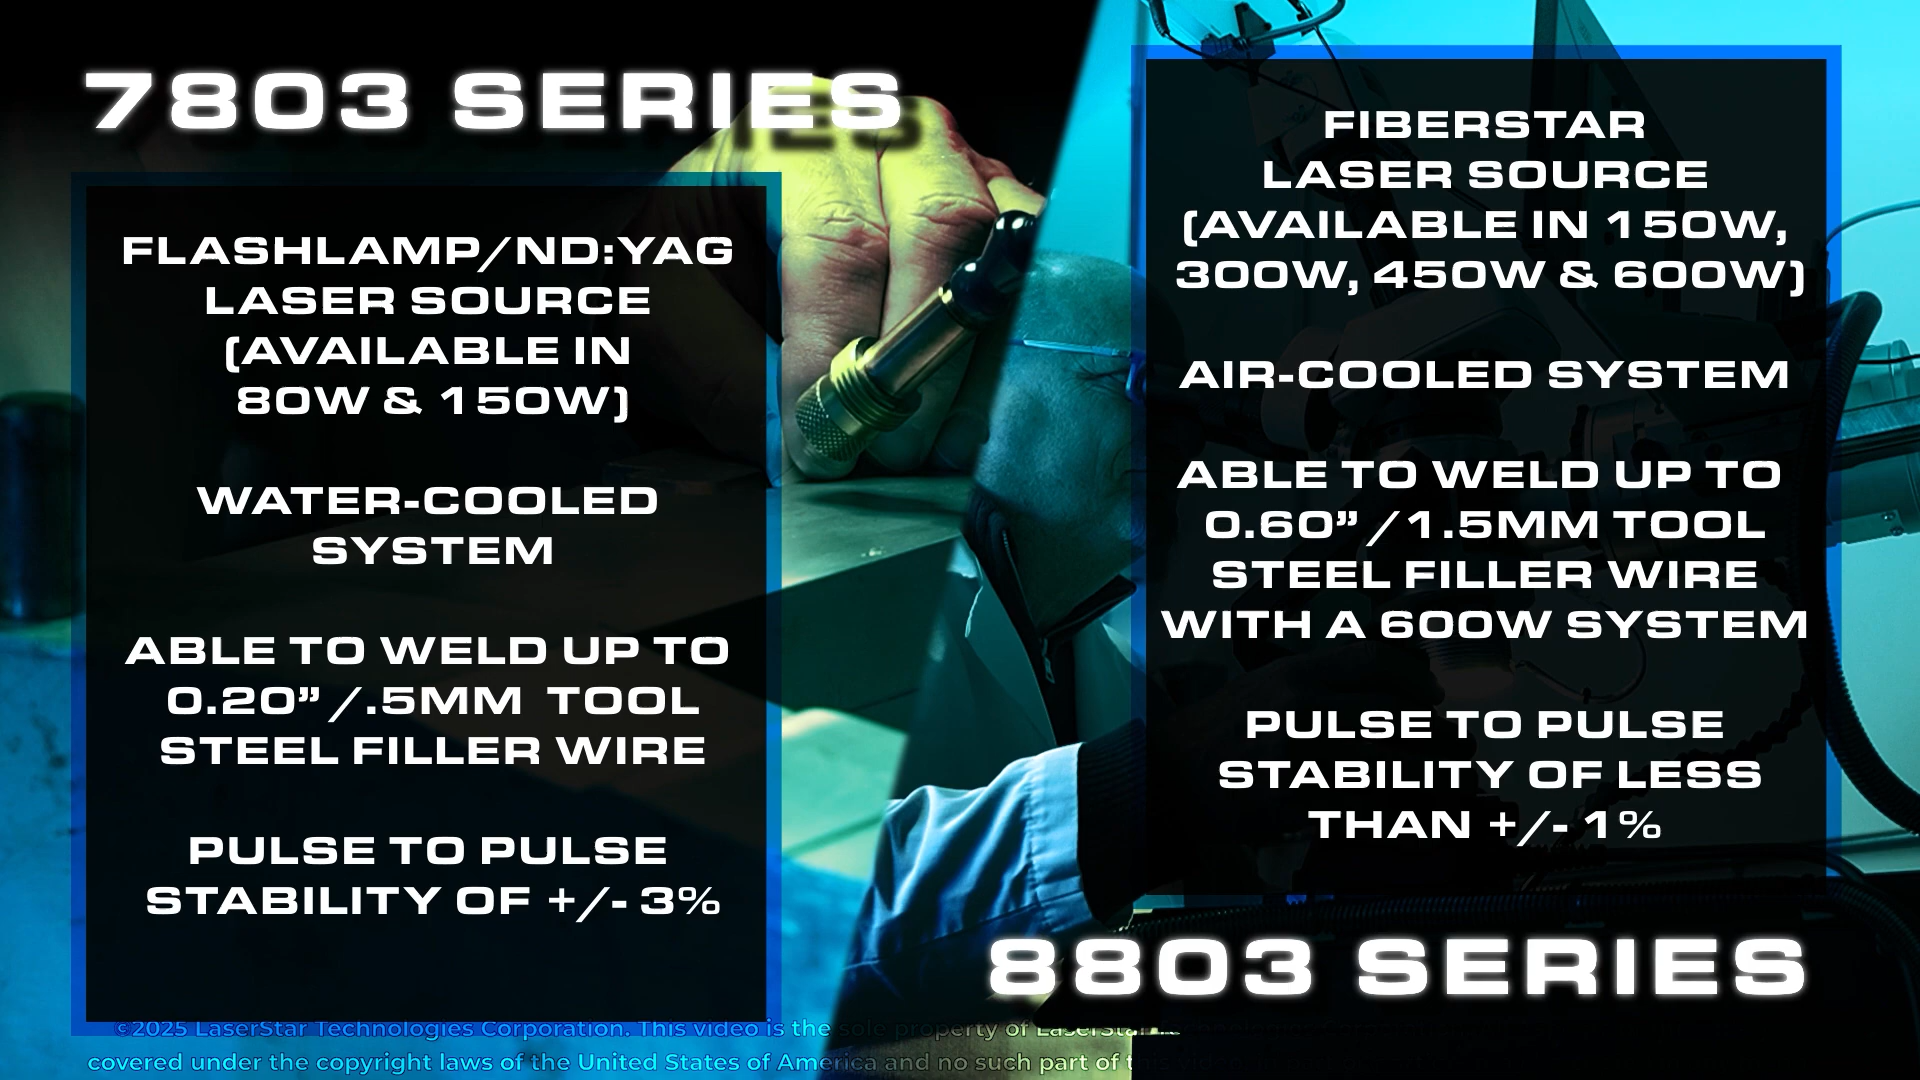 7803 SERIES
FLASHLAMP/ND:YAG
LASER SOURCE
(AVAILABLE IN
80W & 150W)
WATER-COOLED
SYSTEM
ABLE TO WELD UP TO
0.20”/.5MM TOOL
STEEL FILLER WIRE
PULSE TO PULSE
STABILITY OF +/- 3%
FIBERSTAR
LASER SOURCE
(AVAILABLE IN 150W,
300W, 450W & 600W)
AIR-COOLED SYSTEM
ABLE TO WELD UP TO
0.60”/1.5MM TOOL
STEEL FILLER WIRE
WITH A 600W SYSTEM
PULSE TO PULSE
STABILITY OF LESS
THAN +/- 1%
8803 SERIES
©2025 LaserStar Technologies Corporation. This video is the sole property of LaserStar
covered under the copyright laws of the United States of America and no such part of this